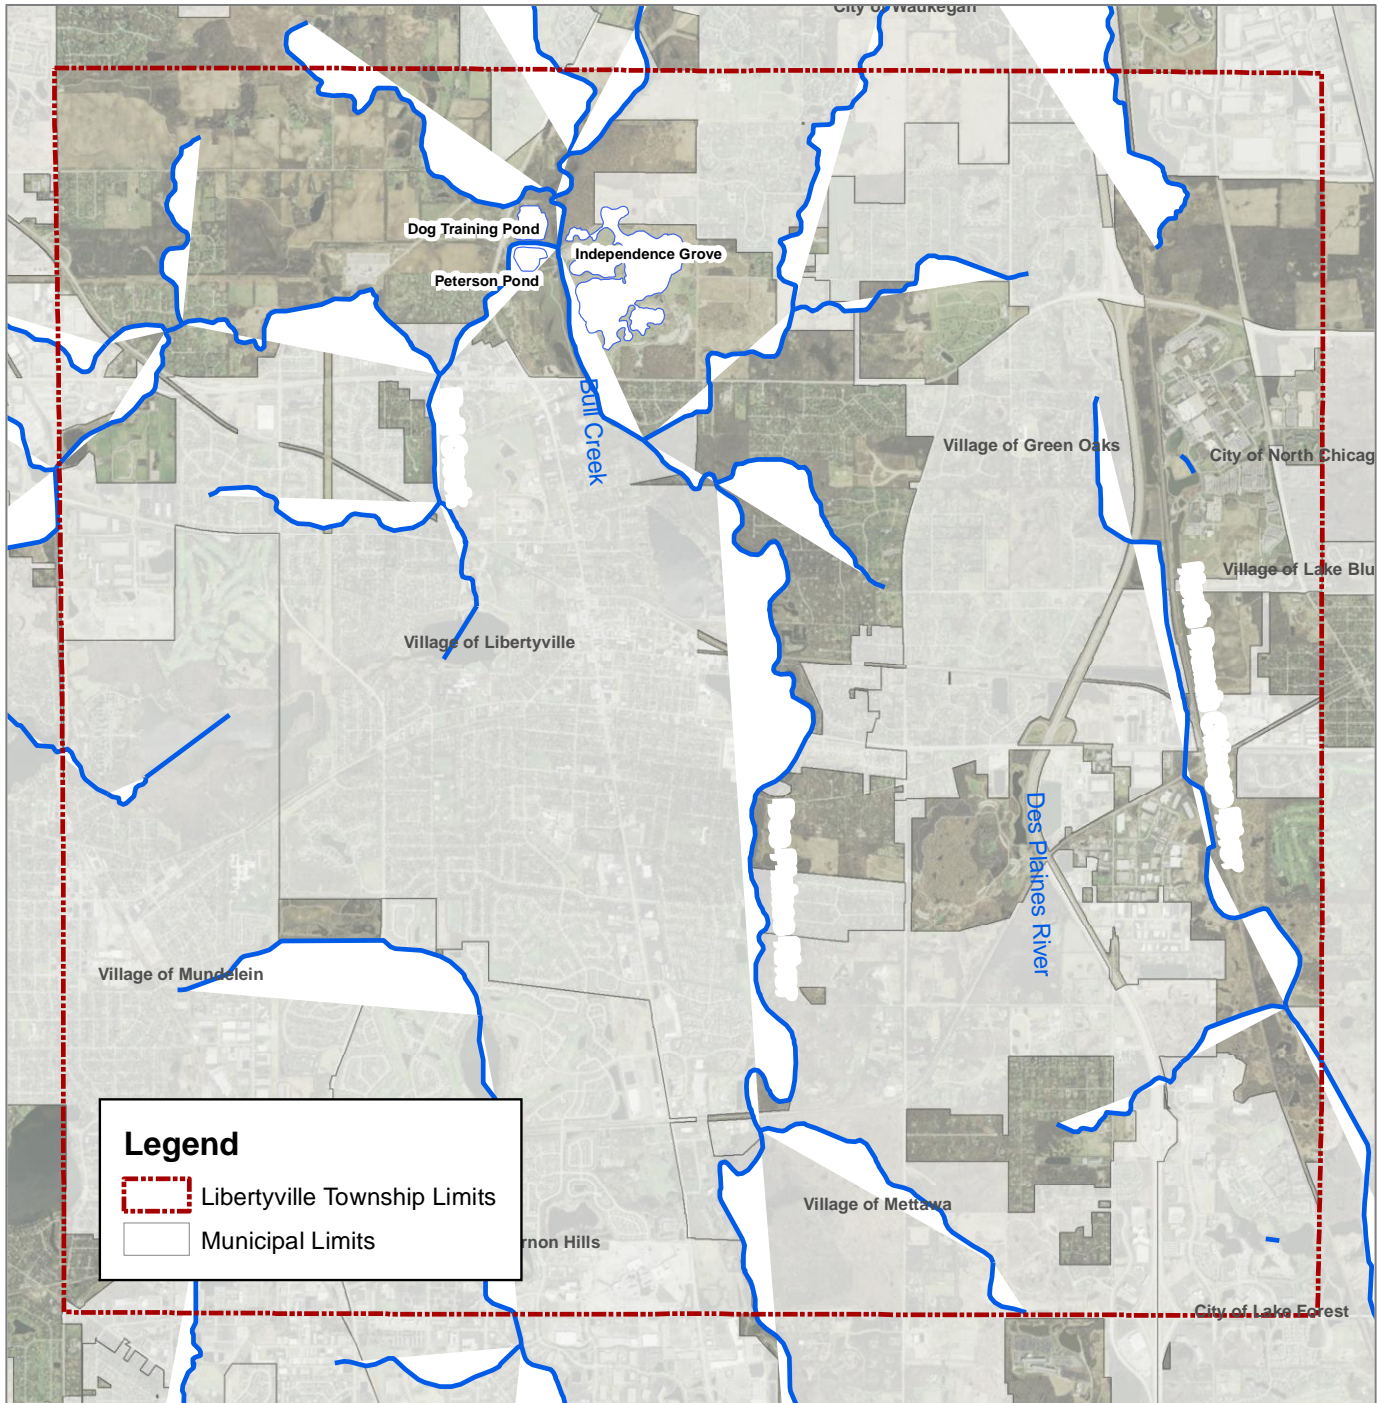 City of Waukegan
Dog Training Pond
Independence Grove
Peterson Pond
Bull Creek
Village of Green Oaks
City of North Chicag
Village of Lake Blu
Village of Libertyville
Des Plaines River
Village of Mundelein
Village of Mettawa
rnon Hills
City of Lake Forest
Legend
Libertyville Township Limits
Municipal Limits